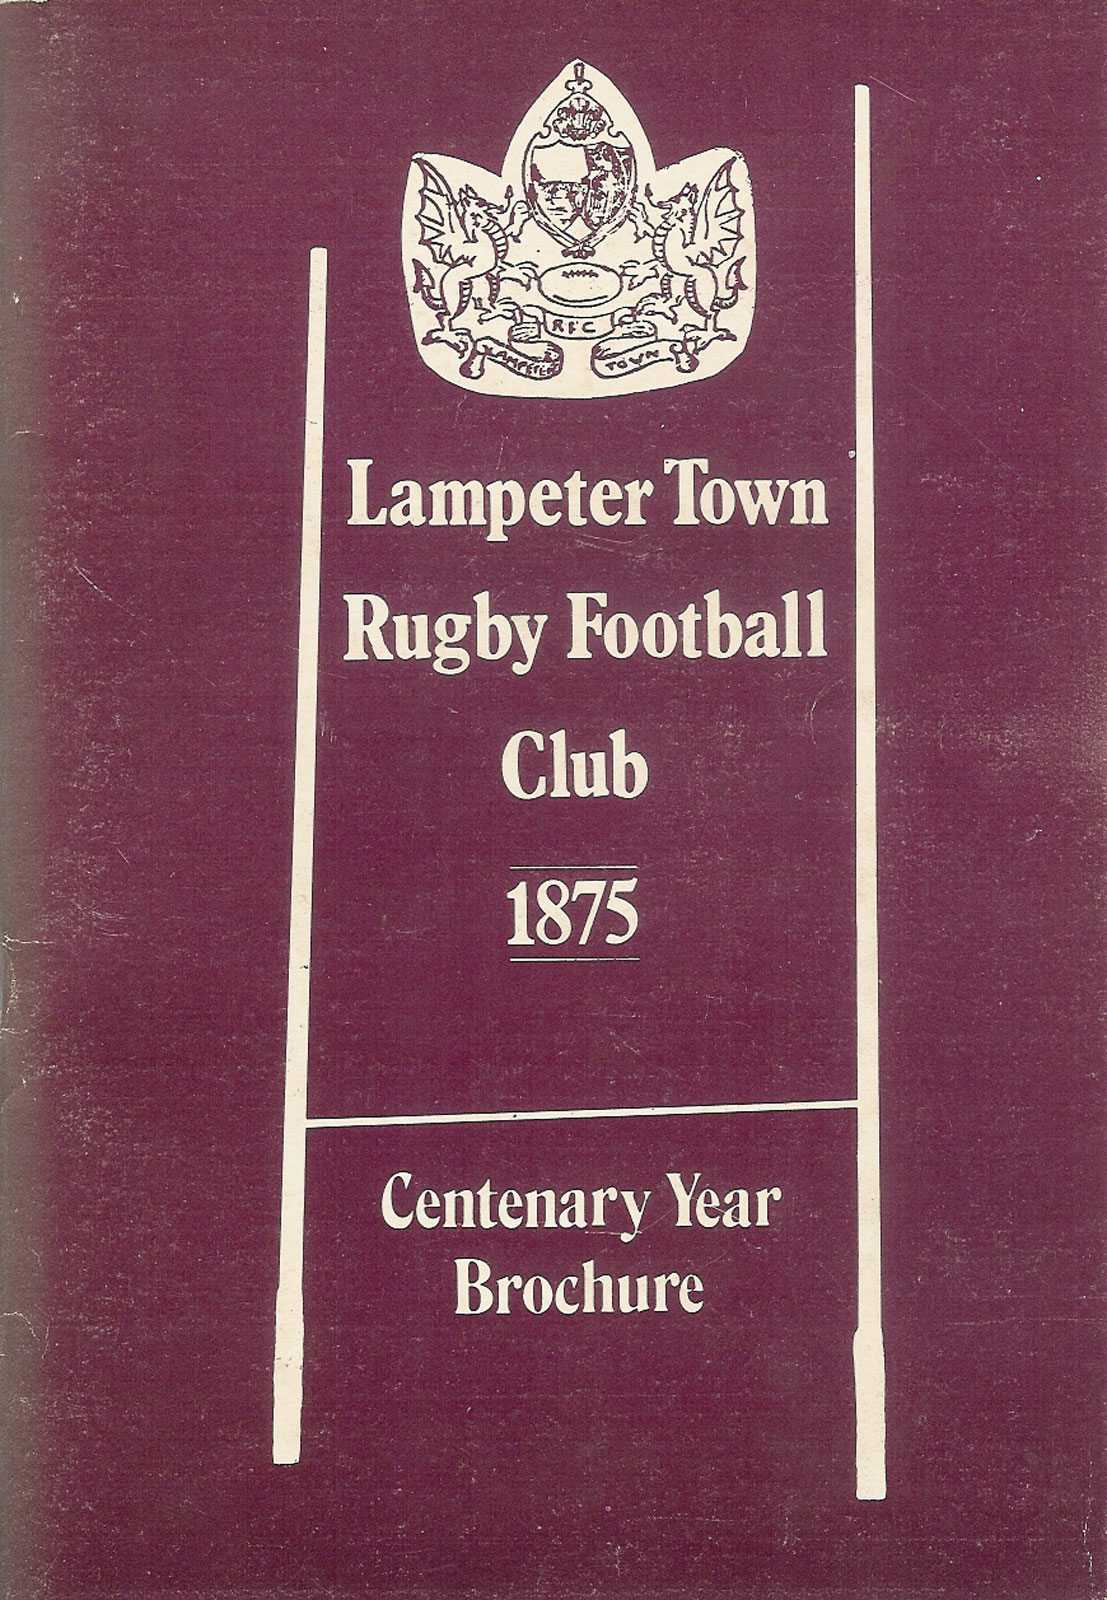 RFC
LAMPETER TOWN
Lampeter Town
Rugby Football
Club
1875
Centenary Year
Brochure